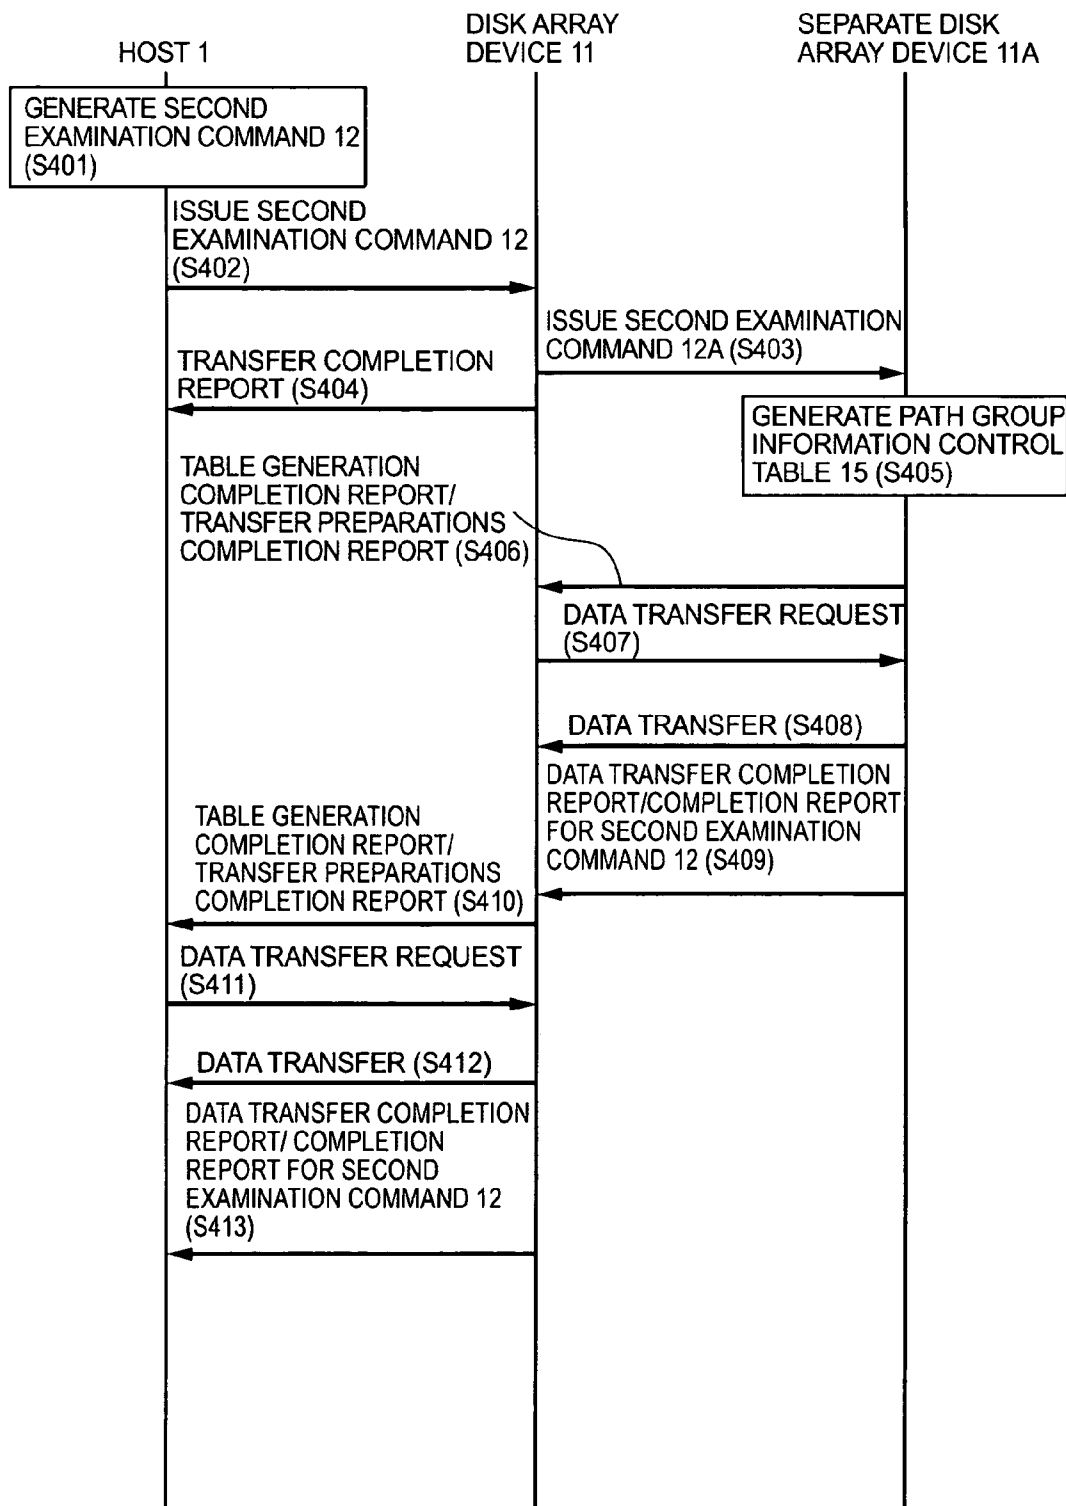 HOST 1
DISK ARRAY
DEVICE 11
SEPARATE DISK
ARRAY DEVICE 11A
GENERATE SECOND
EXAMINATION COMMAND 12
(S401)
ISSUE SECOND
EXAMINATION COMMAND 12
(S402)
ISSUE SECOND EXAMINATION
COMMAND 12A (S403)
TRANSFER COMPLETION
REPORT (S404)
GENERATE PATH GROUP
INFORMATION CONTROL
TABLE 15 (S405)
TABLE GENERATION
COMPLETION REPORT/
TRANSFER PREPARATIONS
COMPLETION REPORT (S406)
DATA TRANSFER REQUEST
(S407)
DATA TRANSFER (S408)
DATA TRANSFER COMPLETION
REPORT/COMPLETION REPORT
FOR SECOND EXAMINATION
COMMAND 12 (S409)
TABLE GENERATION
COMPLETION REPORT/
TRANSFER PREPARATIONS
COMPLETION REPORT (S410)
DATA TRANSFER REQUEST
(S411)
DATA TRANSFER (S412)
DATA TRANSFER COMPLETION
REPORT/ COMPLETION
REPORT FOR SECOND
EXAMINATION COMMAND 12
(S413)